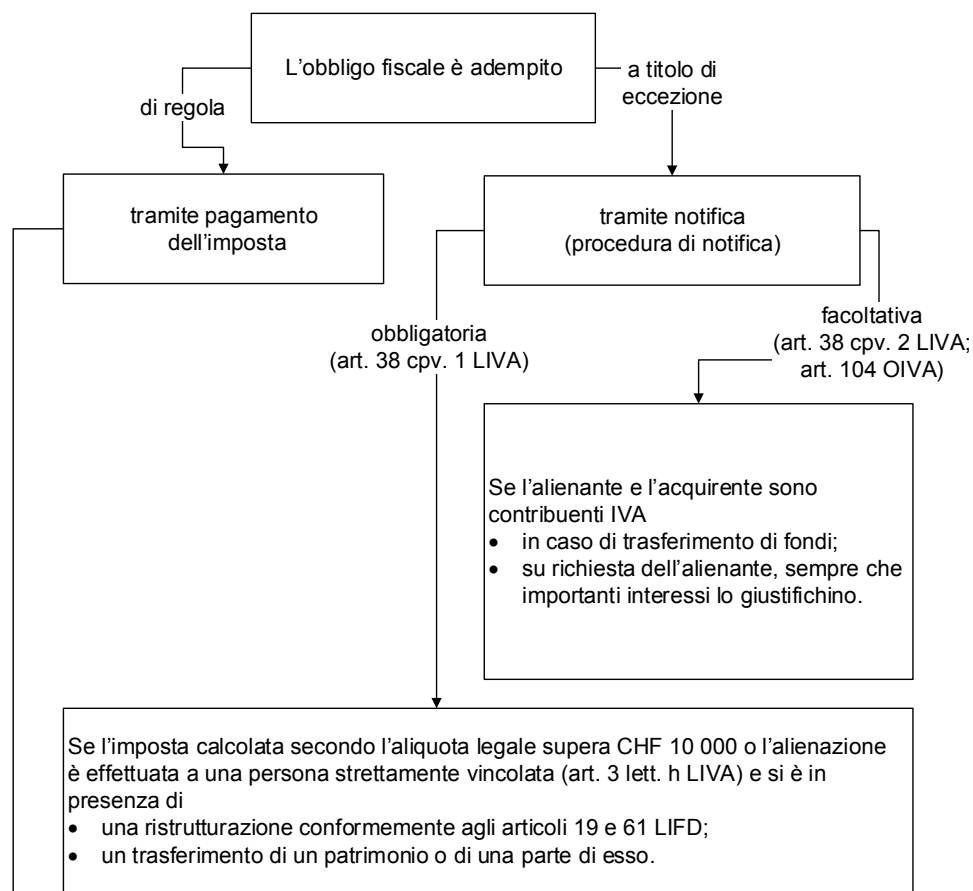 L’obbligo fiscale è adempito
di regola
a titolo di
eccezione
tramite pagamento
dell’imposta
tramite notifica
(procedura di notifica)
obbligatoria
(art. 38 cpv. 1 LIVA)
facoltativa
(art. 38 cpv. 2 LIVA;
art. 104 OIVA)
Se l’alienante e l’acquirente sono
contribuenti IVA
• in caso di trasferimento di fondi;
• su richiesta dell’alienante, sempre che
importanti interessi lo giustifichino.
Se l’imposta calcolata secondo l’aliquota legale supera CHF 10 000 o l’alienazione
è effettuata a una persona strettamente vincolata (art. 3 lett. h LIVA) e si è in
presenza di
• una ristrutturazione conformemente agli articoli 19 e 61 LIFD;
• un trasferimento di un patrimonio o di una parte di esso.